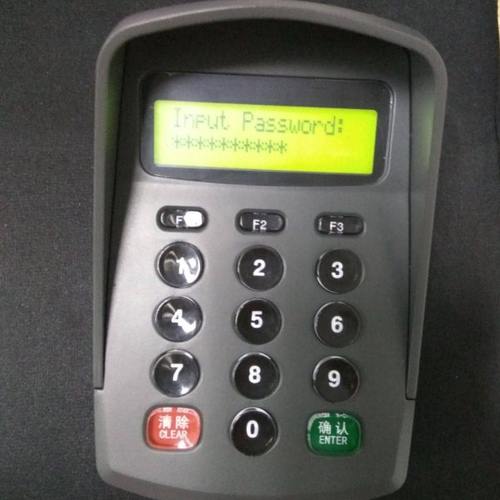 Input Password:
**********
F2 F3
1 2 3
4 5 6
7 8 9
清除 0 确认
CLEAR ENTER